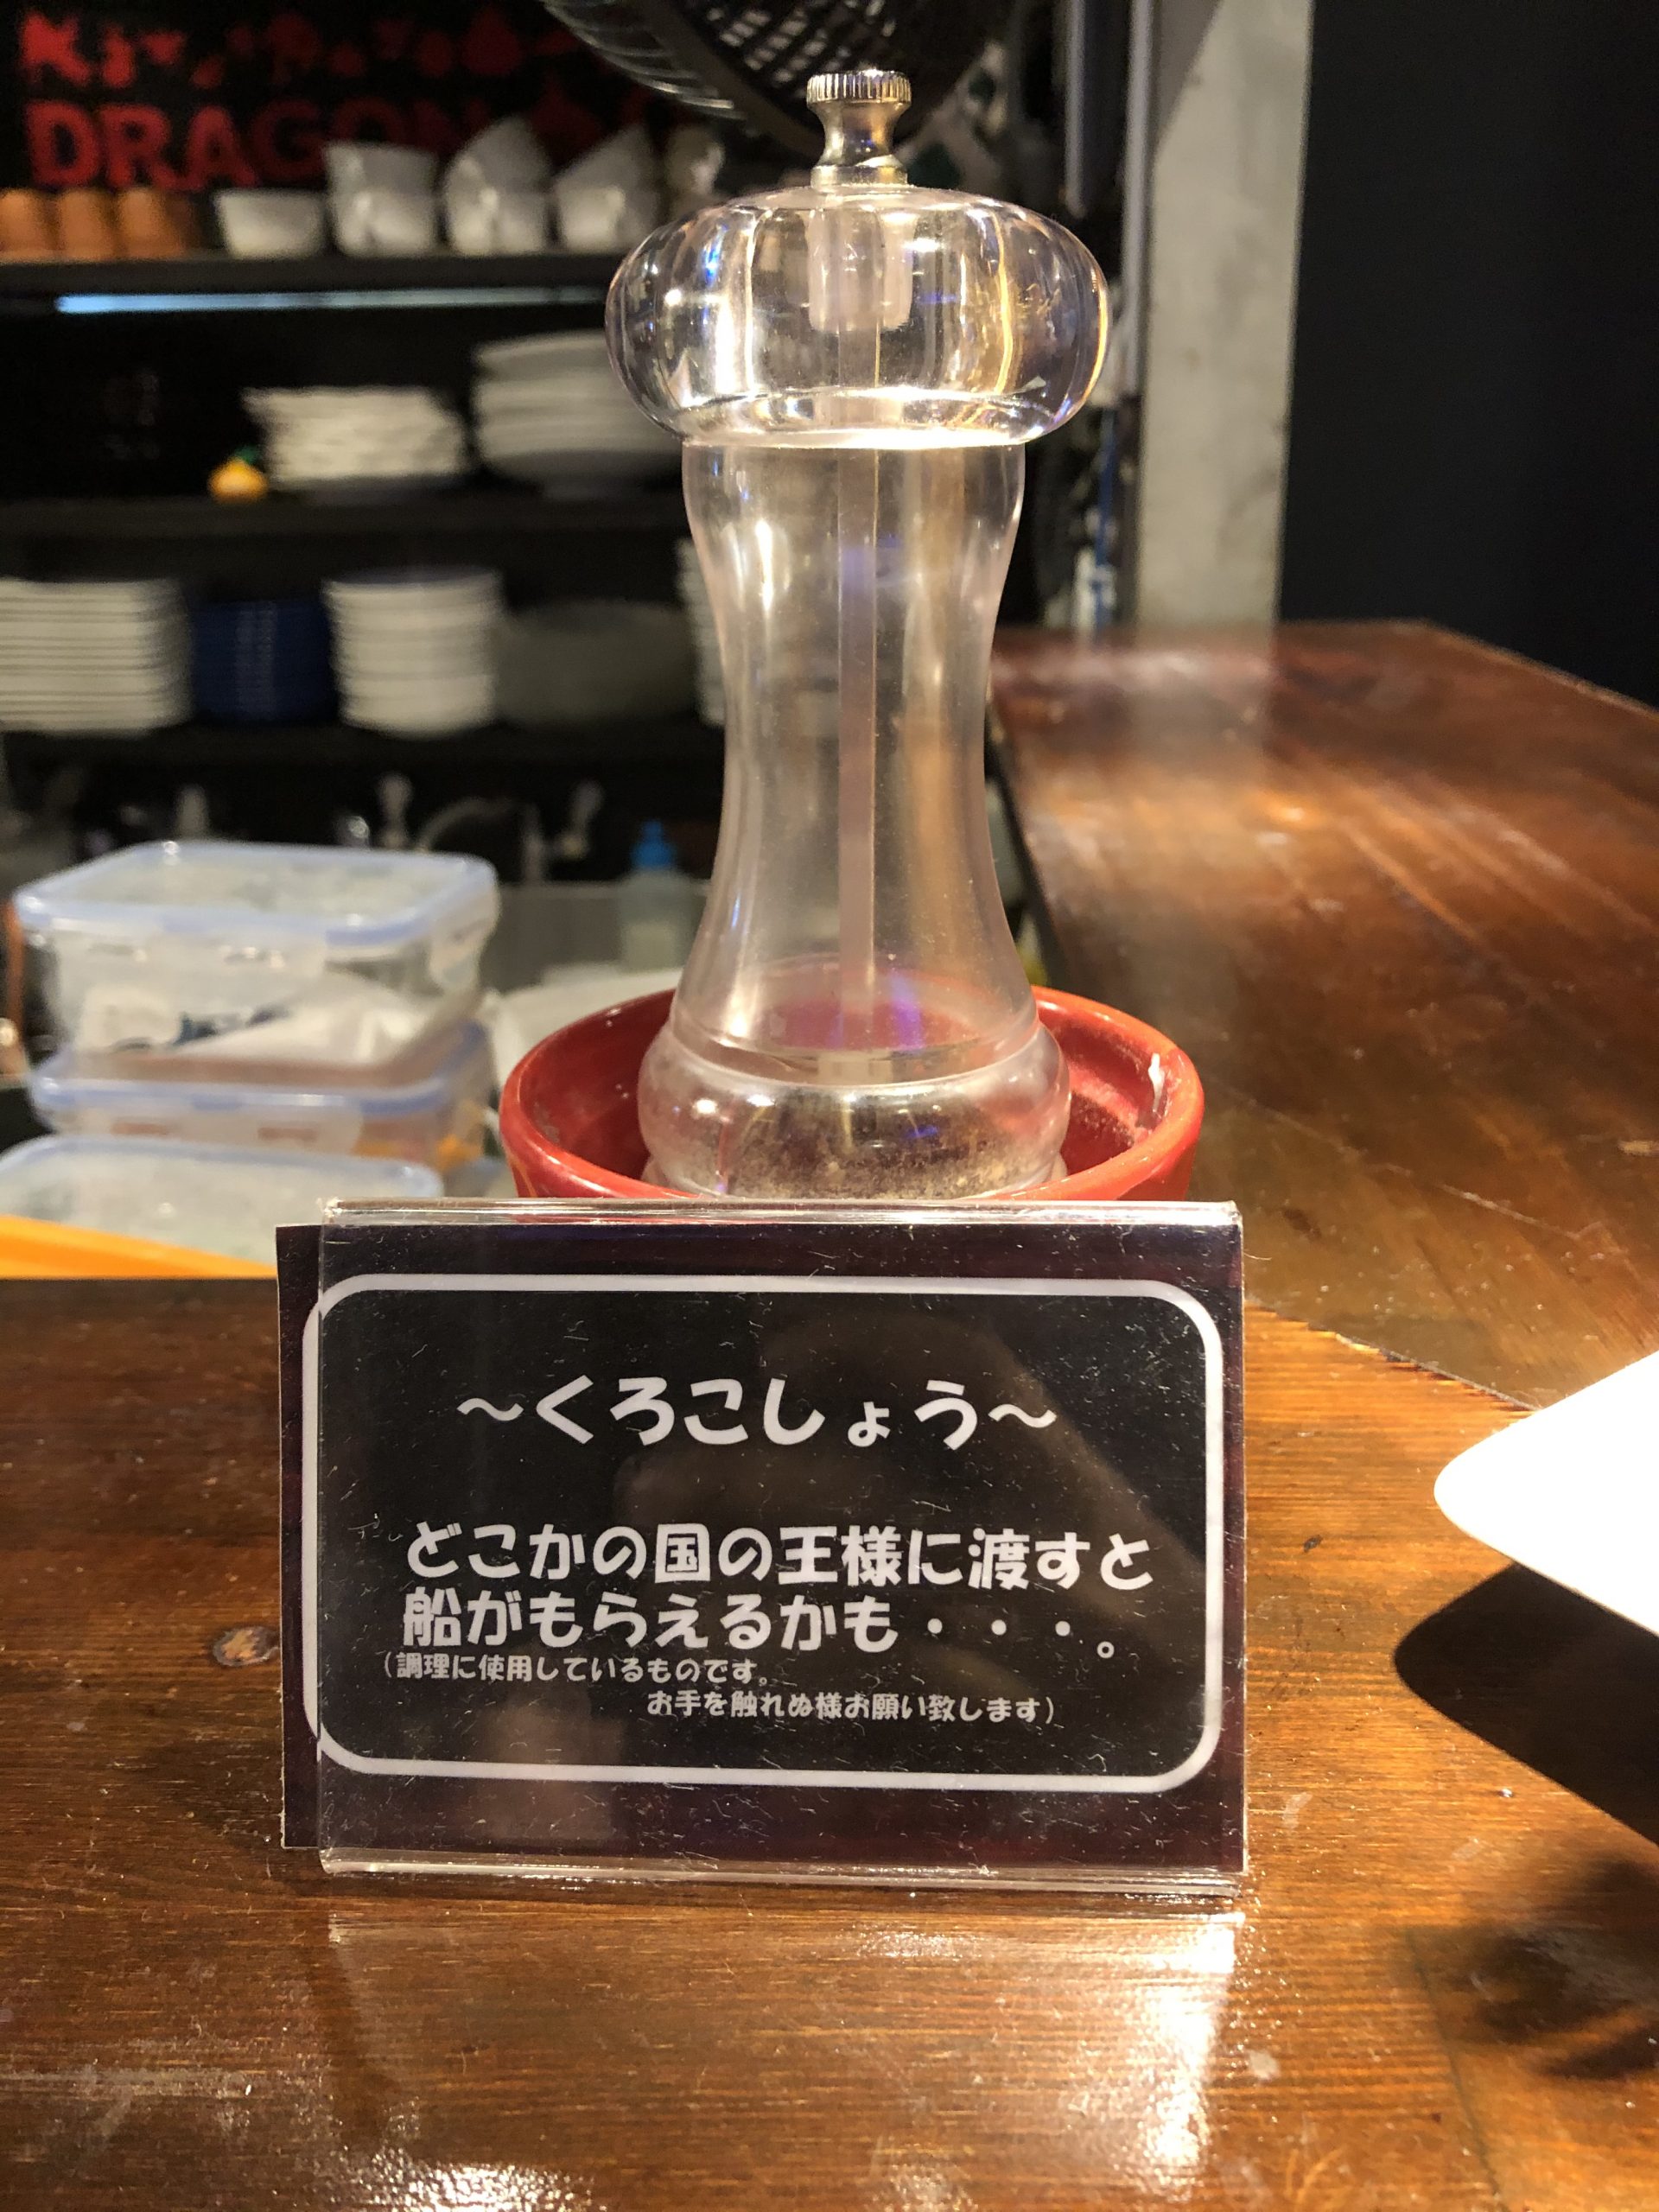 DRAGON
～くろこしょう～
どこかの国の王様に渡すと
船がもらえるかも・・・。
（調理に使用しているものです。
お手を触れぬ様お願い致します）